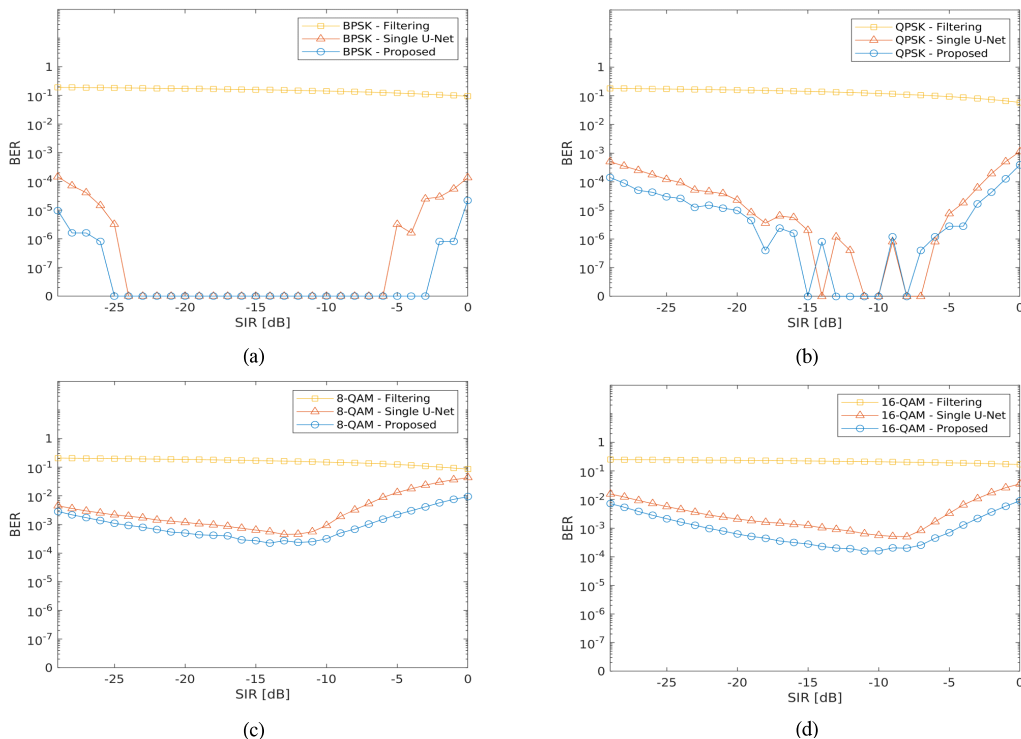 BPSK - Filtering
BPSK - Single U-Net
BPSK - Proposed
1
10^-1
10^-2
10^-3
10^-4
10^-5
10^-6
10^-7
0
BER
-25 -20 -15 -10 -5 0
SIR [dB]
(a)
QPSK - Filtering
QPSK - Single U-Net
QPSK - Proposed
1
10^-1
10^-2
10^-3
10^-4
10^-5
10^-6
10^-7
0
BER
-25 -20 -15 -10 -5 0
SIR [dB]
(b)
8-QAM - Filtering
8-QAM - Single U-Net
8-QAM - Proposed
1
10^-1
10^-2
10^-3
10^-4
10^-5
10^-6
10^-7
0
BER
-25 -20 -15 -10 -5 0
SIR [dB]
(c)
16-QAM - Filtering
16-QAM - Single U-Net
16-QAM - Proposed
1
10^-1
10^-2
10^-3
10^-4
10^-5
10^-6
10^-7
0
BER
-25 -20 -15 -10 -5 0
SIR [dB]
(d)